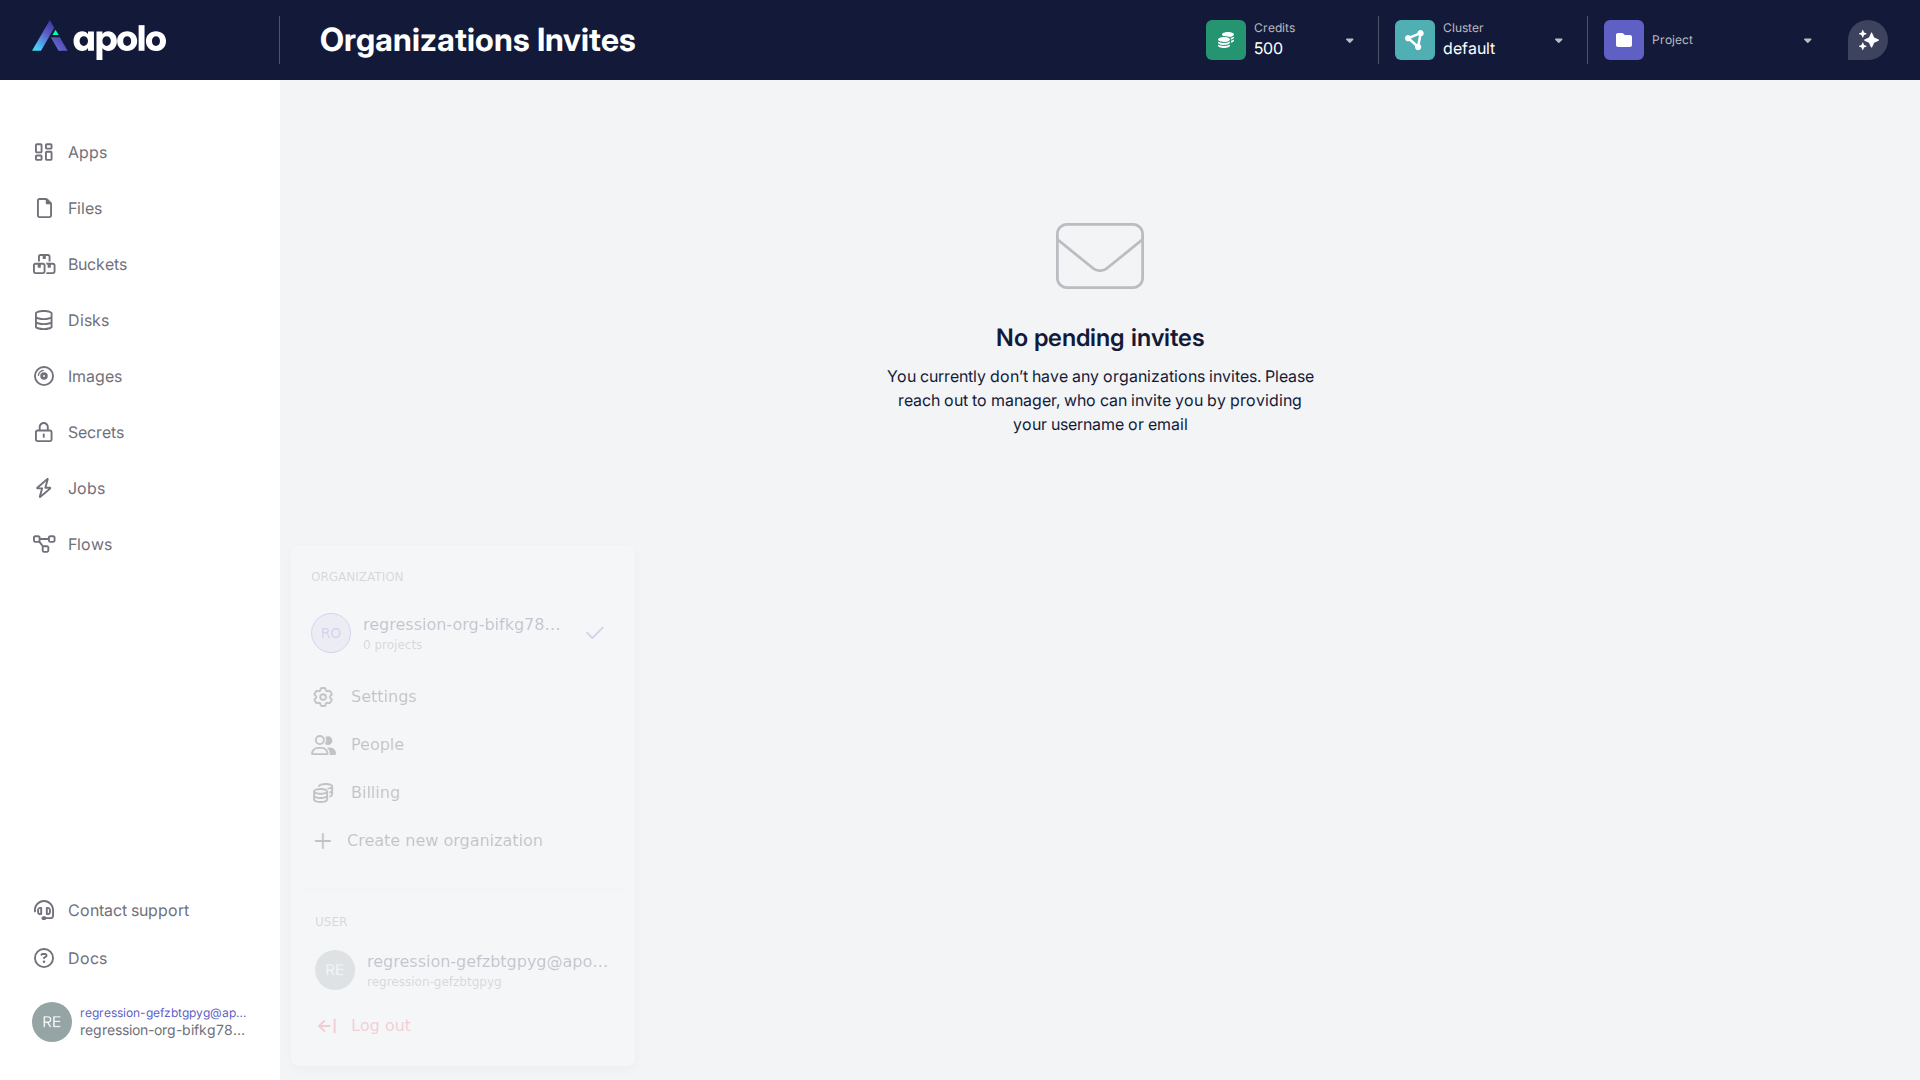 apolo
Organizations Invites
Credits
500
Cluster
default
Project
Apps
Files
Buckets
Disks
Images
Secrets
Jobs
Flows
No pending invites
You currently don’t have any organizations invites. Please
reach out to manager, who can invite you by providing
your username or email
ORGANIZATION
RO
regression-org-bifkg78...
0 projects
Settings
People
Billing
Create new organization
USER
RE
regression-gefzbtgpyg@apo...
regression-gefzbtgpyg
Log out
Contact support
Docs
RE
regression-gefzbtgpyg@ap...
regression-org-bifkg78...